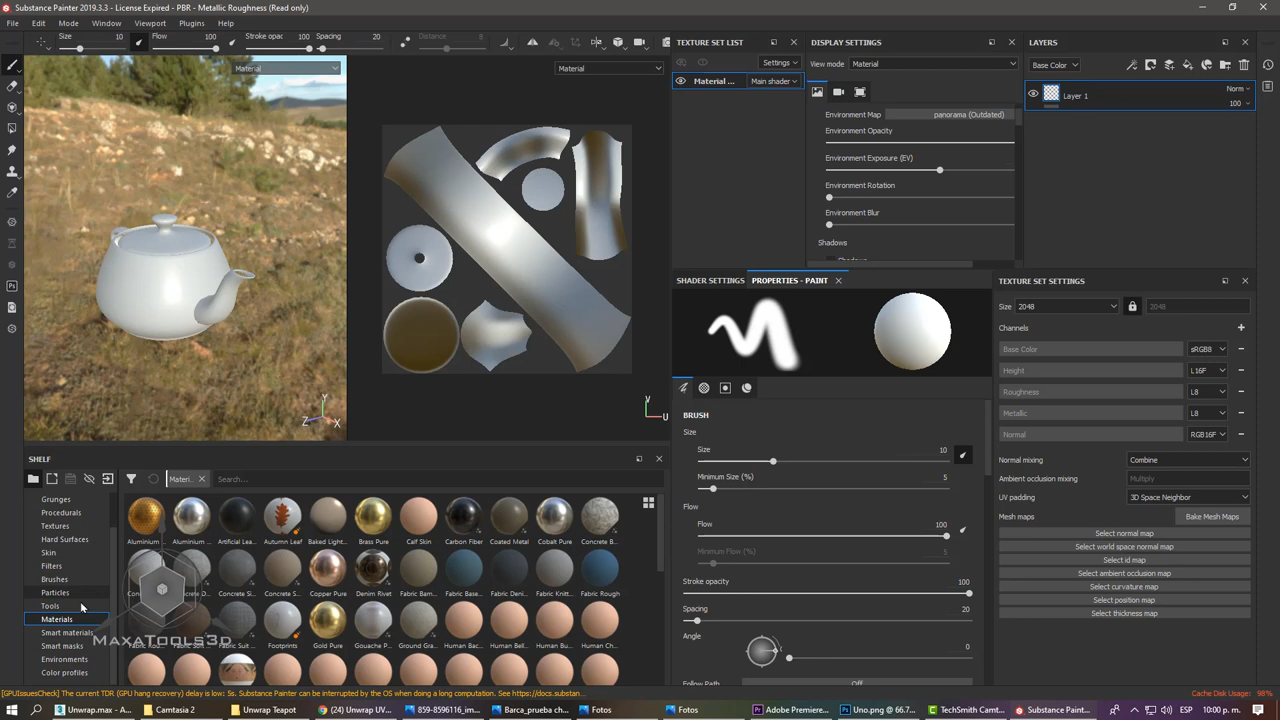 Substance Painter 2019.3.3 - License Expired - PBR - Metallic Roughness (Read only)
File Edit Mode Window Viewport Plugins Help
Size 10 Flow 100 Stroke opac: 100 Spacing 20 Distance 8
Material
Material
TEXTURE SET LIST
Settings
Material ... Main shader
DISPLAY SETTINGS
View mode Material
Environment Map panorama (Outdated)
Environment Opacity
Environment Exposure (EV)
Environment Rotation
Environment Blur
Shadows
LAYERS
Base Color
Layer 1 Norm
100
Y
Z X
V
U
SHADER SETTINGS PROPERTIES - PAINT
BRUSH
Size
Size 10
Minimum Size (%) 5
Flow
Flow 100
Minimum Flow (%) 5
Stroke opacity 100
Spacing 20
Angle
0
Follow Path Off
TEXTURE SET SETTINGS
Size 2048 2048
Channels
Base Color sRGB8
Height L16F
Roughness L8
Metallic L8
Normal RGB16F
Normal mixing Combine
Ambient occlusion mixing Multiply
UV padding 3D Space Neighbor
Mesh maps Bake Mesh Maps
Select normal map
Select world space normal map
Select id map
Select ambient occlusion map
Select curvature map
Select position map
Select thickness map
SHELF
Materi...
Search...
Grunges
Procedurals
Textures
Hard Surfaces
Skin
Filters
Brushes
Particles
Tools
Materials
Smart materials
Smart masks
Environments
Color profiles
Aluminium ... Aluminium ... Artificial Lea... Autumn Leaf Baked Light... Brass Pure Calf Skin Carbon Fiber Coated Metal Cobalt Pure Concrete B...
Concrete S... Concrete S... Copper Pure Denim Rivet Fabric Bam... Fabric Base... Fabric Deni... Fabric Knitt... Fabric Rough
Fabric Suit ... Footprints Gold Pure Gouache P... Ground Gra... Human Bac... Human Bell... Human Bu... Human Ch...
MAXATOOLS3D
[GPUIssuesCheck] The current TDR (GPU hang recovery) delay is low: 5s. Substance Painter can be interrupted by the OS when doing a long computation. See https://docs.substan...
Cache Disk Usage: 98%
Unwrap.max - A... Camtasia 2 Unwrap Teapot (24) Unwrap UV... 859-8596116_im... Barca_prueba ch... Fotos Fotos Adobe Premiere... Uno.png @ 66.7... TechSmith Camt... Substance Paint... ESP 10:00 p. m.